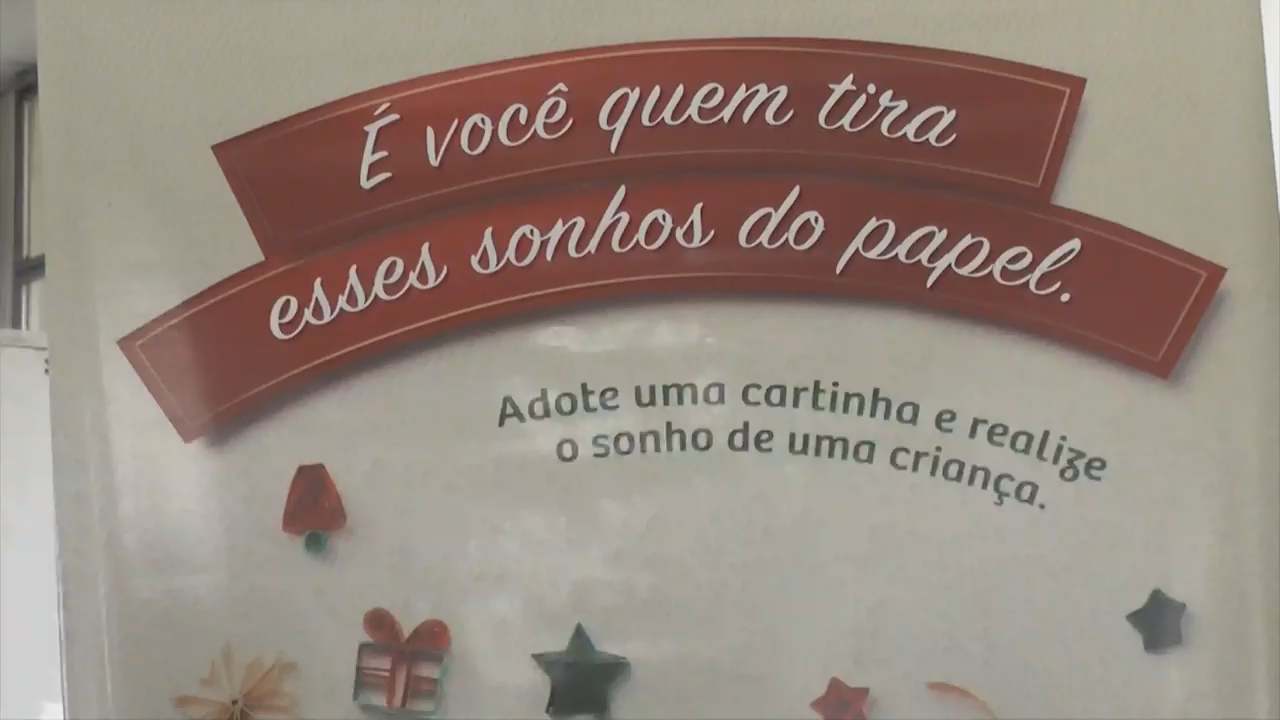 É você quem tira
esses sonhos do papel.
Adote uma cartinha e realize
o sonho de uma criança.